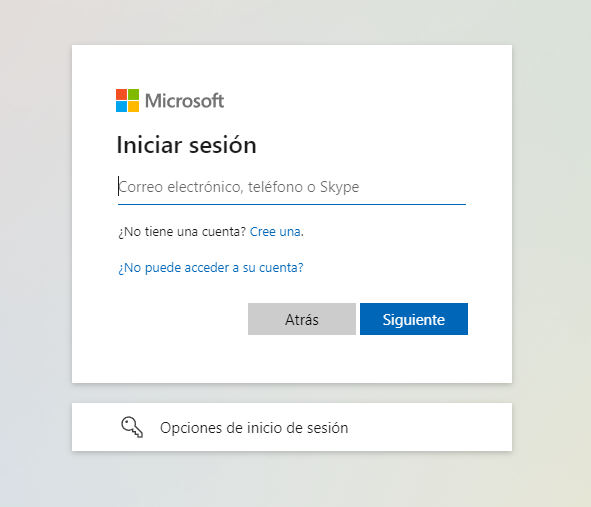 Microsoft
Iniciar sesión
Correo electrónico, teléfono o Skype
¿No tiene una cuenta? Cree una.
¿No puede acceder a su cuenta?
Atrás Siguiente
Opciones de inicio de sesión